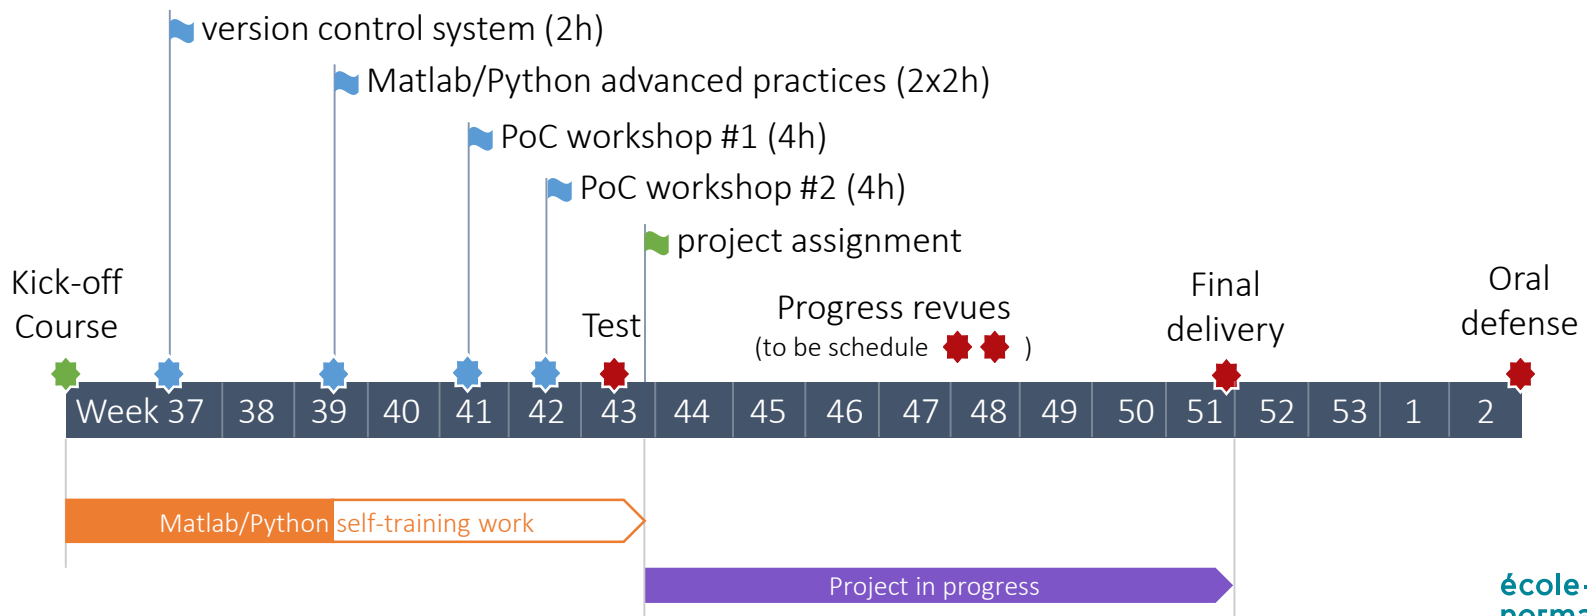 version control system (2h)
Matlab/Python advanced practices (2x2h)
PoC workshop #1 (4h)
PoC workshop #2 (4h)
project assignment
Kick-off
Course
Test
Progress revues
(to be schedule )
Final
delivery
Oral
defense
Week 37 38 39 40 41 42 43 44 45 46 47 48 49 50 51 52 53 1 2
Matlab/Python self-training work
Project in progress
école